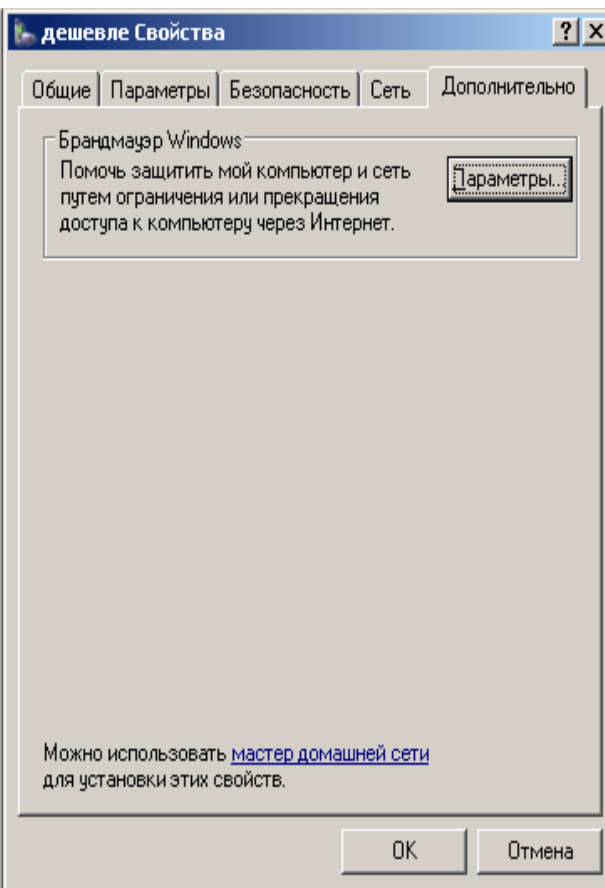 дешевле Свойства
Общие Параметры Безопасность Сеть Дополнительно
Брандмауэр Windows
Помочь защитить мой компьютер и сеть
путем ограничения или прекращения
доступа к компьютеру через Интернет.
Параметры...
Можно использовать мастер домашней сети
для установки этих свойств.
OK Отмена